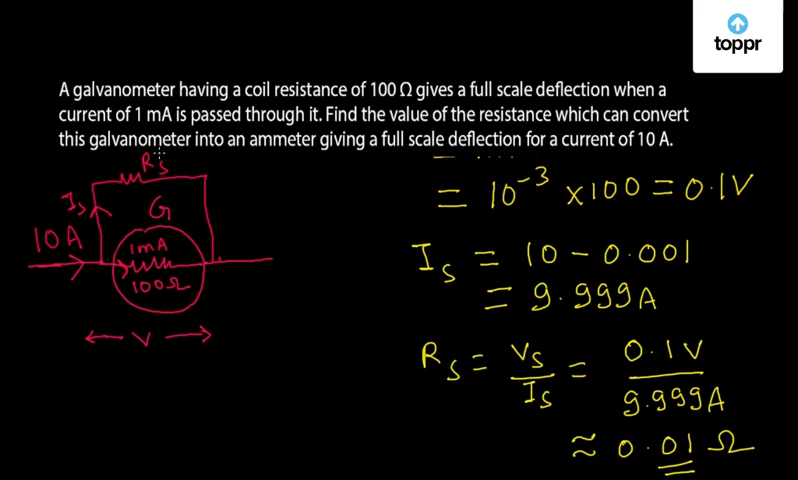 toppr
A galvanometer having a coil resistance of 100 Ω gives a full scale deflection when a
current of 1 mA is passed through it. Find the value of the resistance which can convert
this galvanometer into an ammeter giving a full scale deflection for a current of 10 A.
Rs
Is
G
10A
1mA
100Ω
V
= 10⁻³ × 100 = 0.1V
Is = 10 - 0.001
= 9.999A
Rs = Vs/Is = 0.1V/9.999A
≈ 0.01 Ω